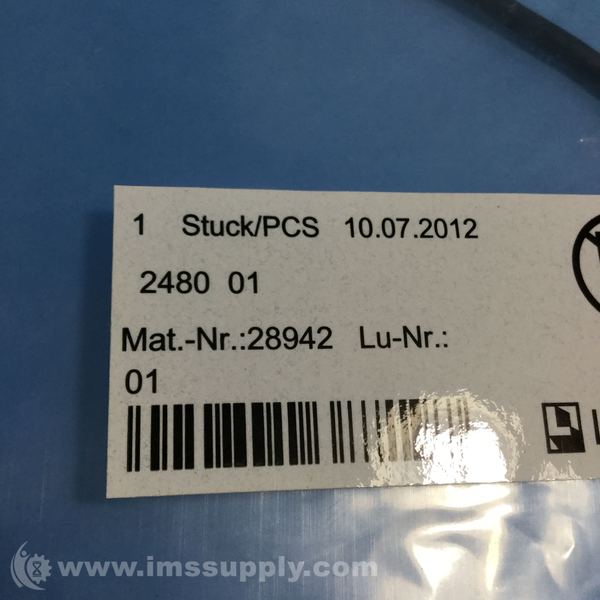 1 Stuck/PCS 10.07.2012
2480 01
Mat.-Nr.:28942 Lu-Nr.:
01
www.imssupply.com